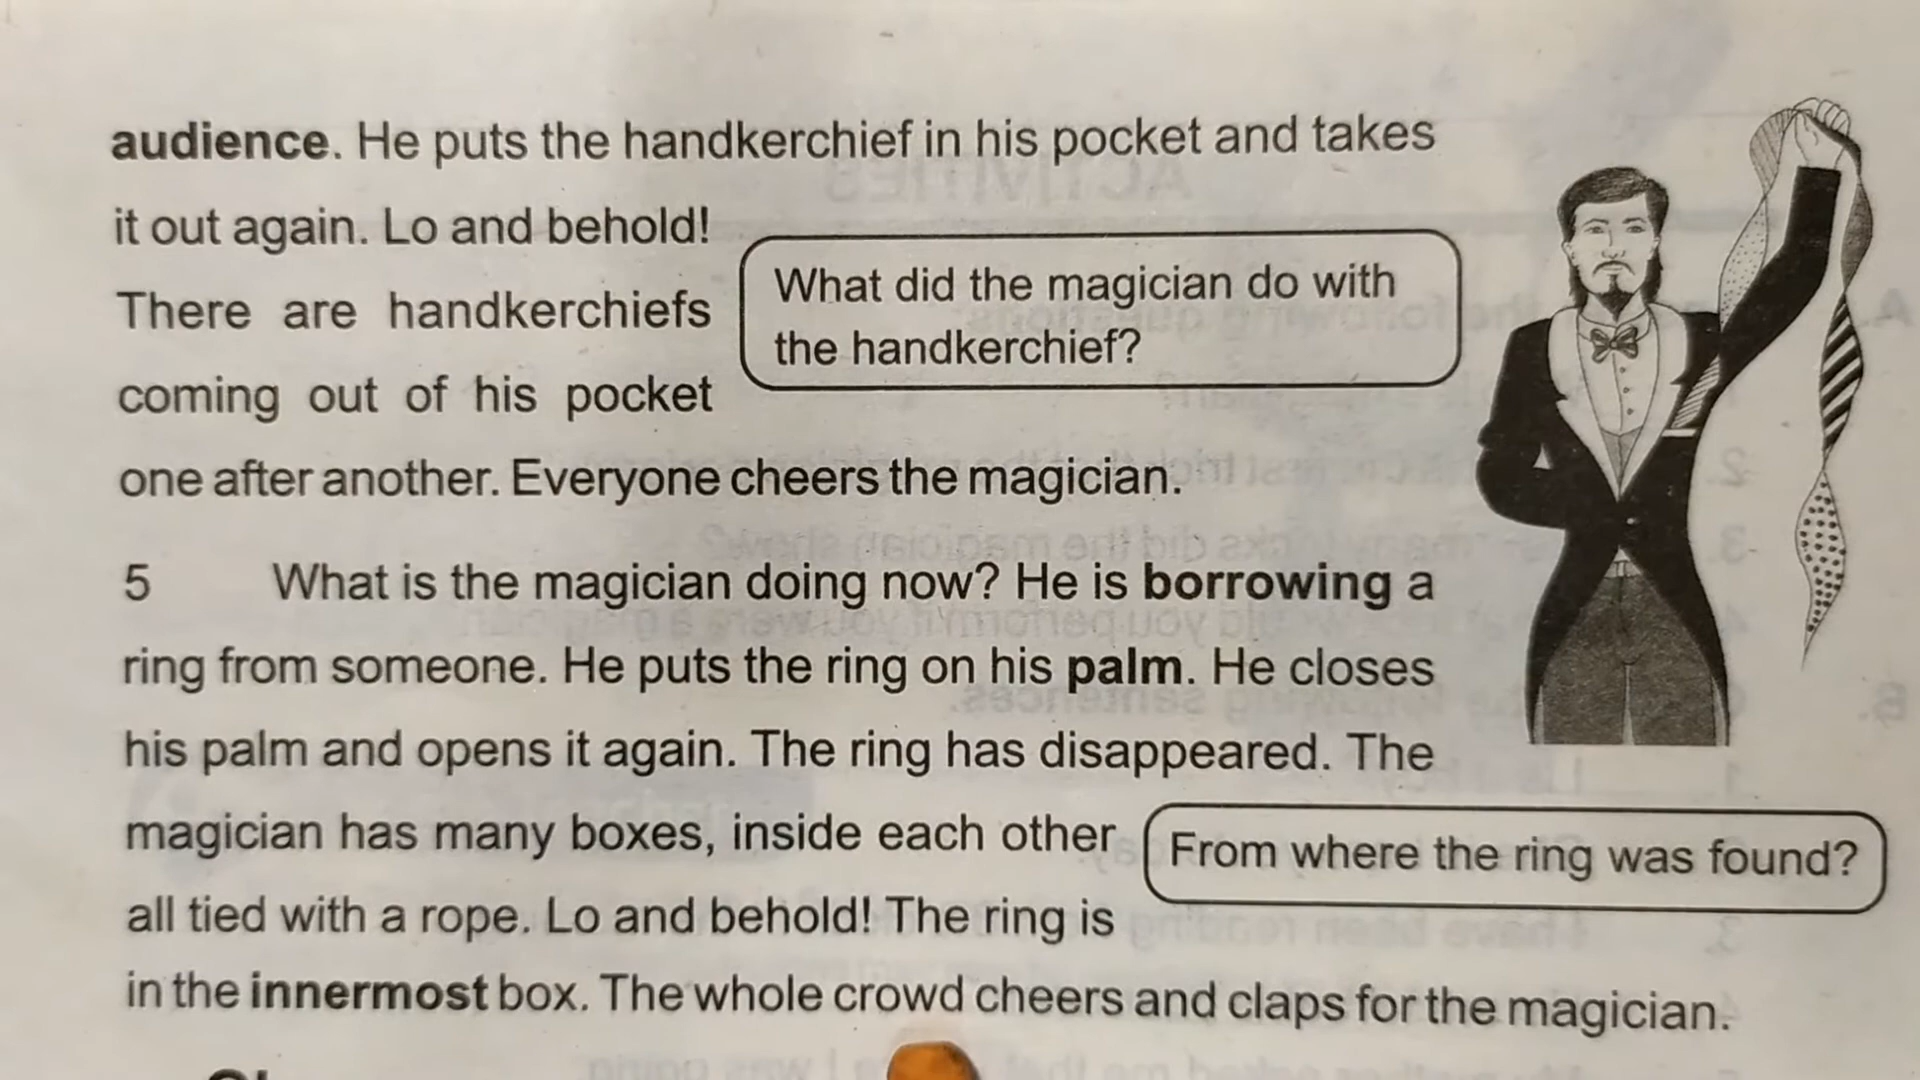 audience. He puts the handkerchief in his pocket and takes
it out again. Lo and behold!
There are handkerchiefs
coming out of his pocket
one after another. Everyone cheers the magician.
What did the magician do with
the handkerchief?
5 What is the magician doing now? He is borrowing a
ring from someone. He puts the ring on his palm. He closes
his palm and opens it again. The ring has disappeared. The
magician has many boxes, inside each other
all tied with a rope. Lo and behold! The ring is
in the innermost box. The whole crowd cheers and claps for the magician.
From where the ring was found?